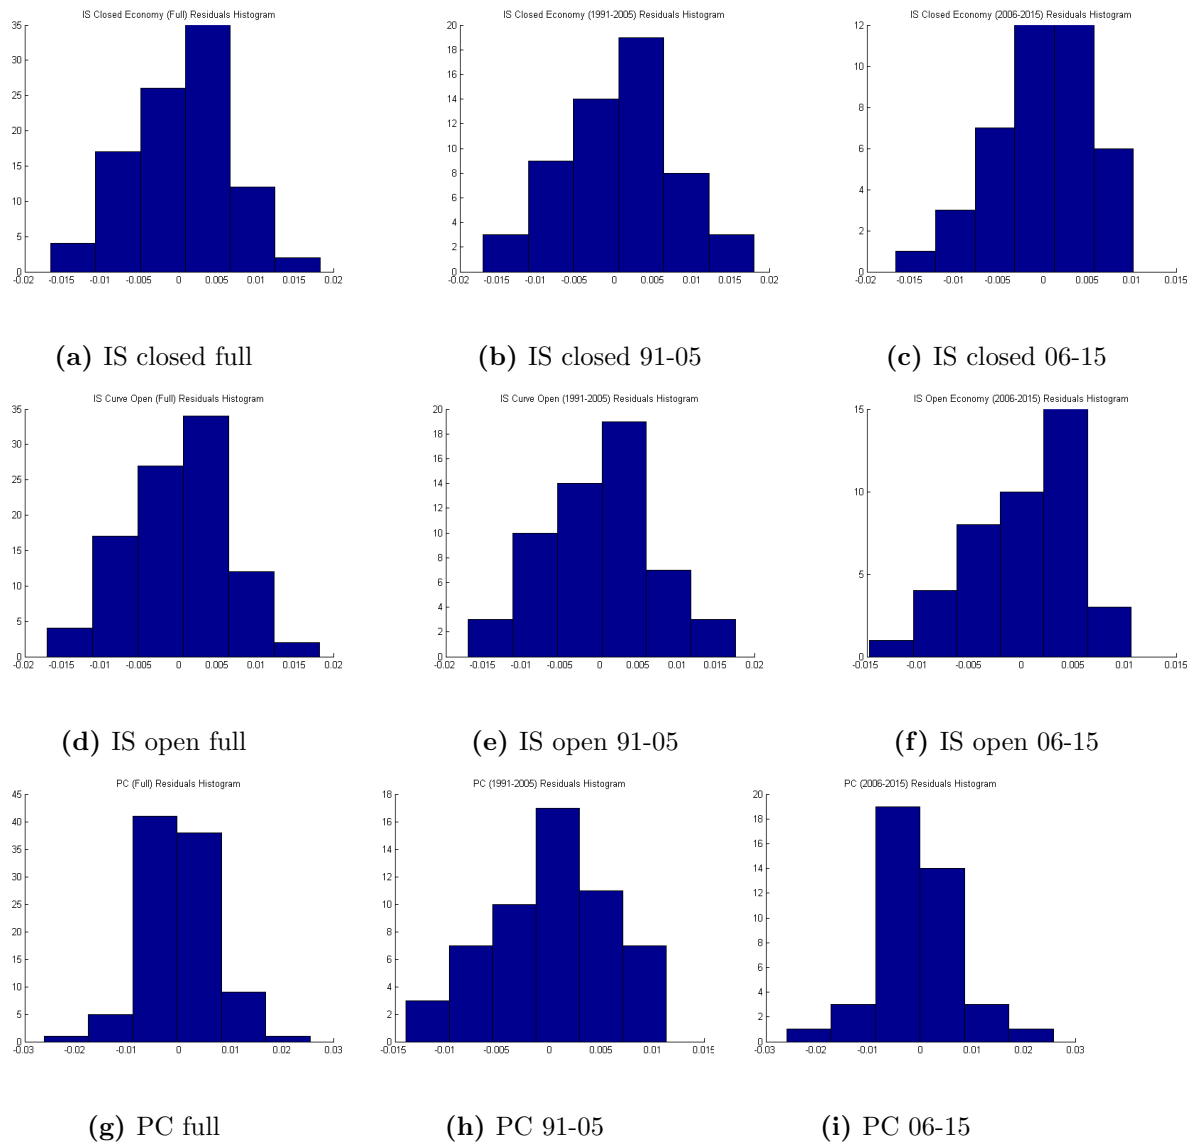 IS Closed Economy (Full) Residuals Histogram
35
30
25
20
15
10
5
0
-0.02 -0.015 -0.01 -0.005 0 0.005 0.01 0.015 0.02
(a) IS closed full
IS Closed Economy (1991-2005) Residuals Histogram
20
18
16
14
12
10
8
6
4
2
0
-0.02 -0.015 -0.01 -0.005 0 0.005 0.01 0.015 0.02
(b) IS closed 91-05
IS Closed Economy (2006-2015) Residuals Histogram
12
10
8
6
4
2
0
-0.02 -0.015 -0.01 -0.005 0 0.005 0.01 0.015
(c) IS closed 06-15
IS Curve Open (Full) Residuals Histogram
35
30
25
20
15
10
5
0
-0.02 -0.015 -0.01 -0.005 0 0.005 0.01 0.015 0.02
(d) IS open full
IS Curve Open (1991-2005) Residuals Histogram
20
18
16
14
12
10
8
6
4
2
0
-0.02 -0.015 -0.01 -0.005 0 0.005 0.01 0.015 0.02
(e) IS open 91-05
IS Open Economy (2006-2015) Residuals Histogram
15
10
5
0
-0.015 -0.01 -0.005 0 0.005 0.01 0.015
(f) IS open 06-15
PC (Full) Residuals Histogram
45
40
35
30
25
20
15
10
5
0
-0.03 -0.02 -0.01 0 0.01 0.02 0.03
(g) PC full
PC (1991-2005) Residuals Histogram
18
16
14
12
10
8
6
4
2
0
-0.015 -0.01 -0.005 0 0.005 0.01 0.015
(h) PC 91-05
PC (2006-2015) Residuals Histogram
20
18
16
14
12
10
8
6
4
2
0
-0.03 -0.02 -0.01 0 0.01 0.02 0.03
(i) PC 06-15